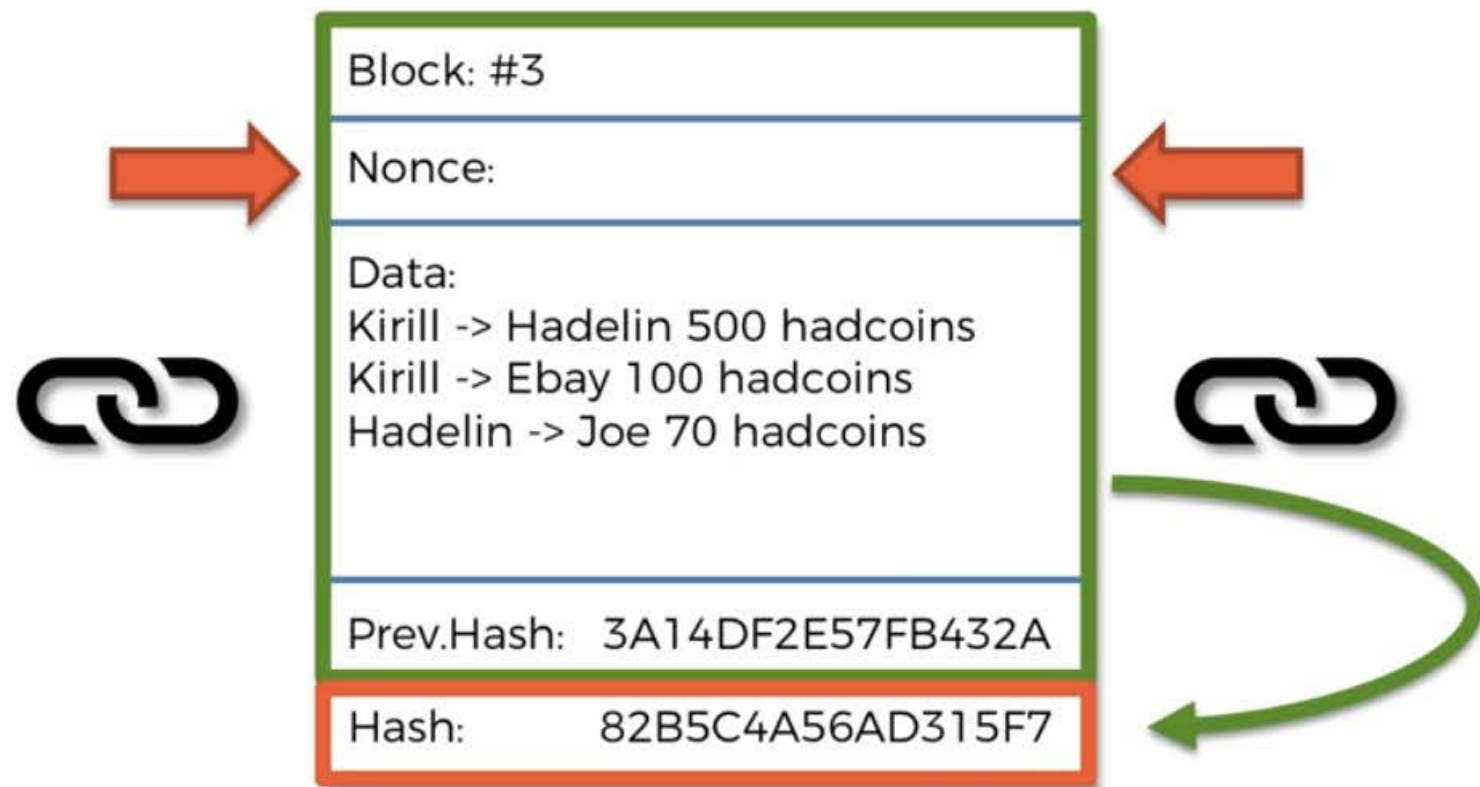 Block: #3
Nonce:
Data:
Kirill -> Hadelin 500 hadcoins
Kirill -> Ebay 100 hadcoins
Hadelin -> Joe 70 hadcoins
Prev.Hash: 3A14DF2E57FB432A
Hash: 82B5C4A56AD315F7